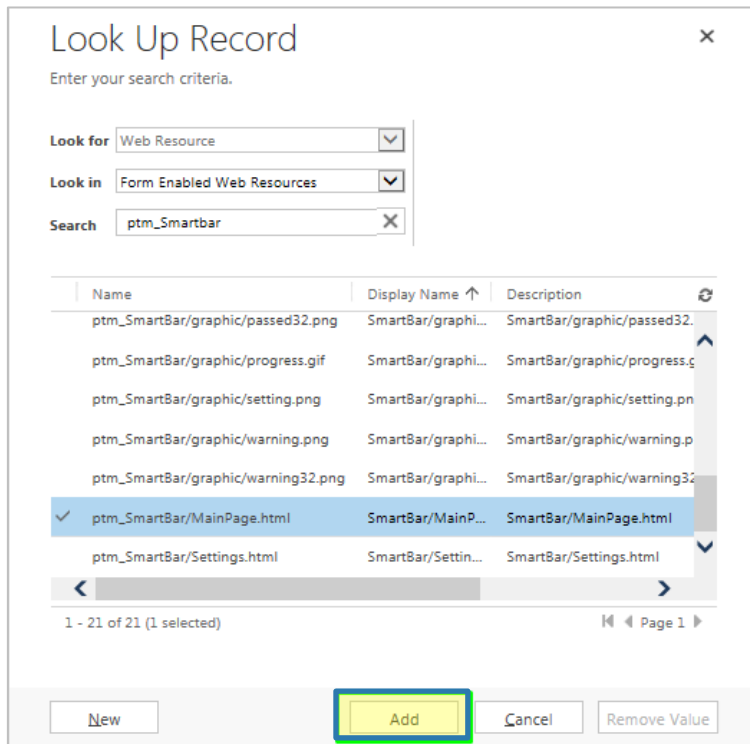 Look Up Record
Enter your search criteria.
Look for Web Resource
Look in Form Enabled Web Resources
Search ptm_Smartbar
Name Display Name Description
ptm_SmartBar/graphic/passed32.png SmartBar/graphi... SmartBar/graphic/passed32.
ptm_SmartBar/graphic/progress.gif SmartBar/graphi... SmartBar/graphic/progress.g
ptm_SmartBar/graphic/setting.png SmartBar/graphi... SmartBar/graphic/setting.pn
ptm_SmartBar/graphic/warning.png SmartBar/graphi... SmartBar/graphic/warning.p
ptm_SmartBar/graphic/warning32.png SmartBar/graphi... SmartBar/graphic/warning32
ptm_SmartBar/MainPage.html SmartBar/MainP... SmartBar/MainPage.html
ptm_SmartBar/Settings.html SmartBar/Settin... SmartBar/Settings.html
1 - 21 of 21 (1 selected) Page 1
New Add Cancel Remove Value